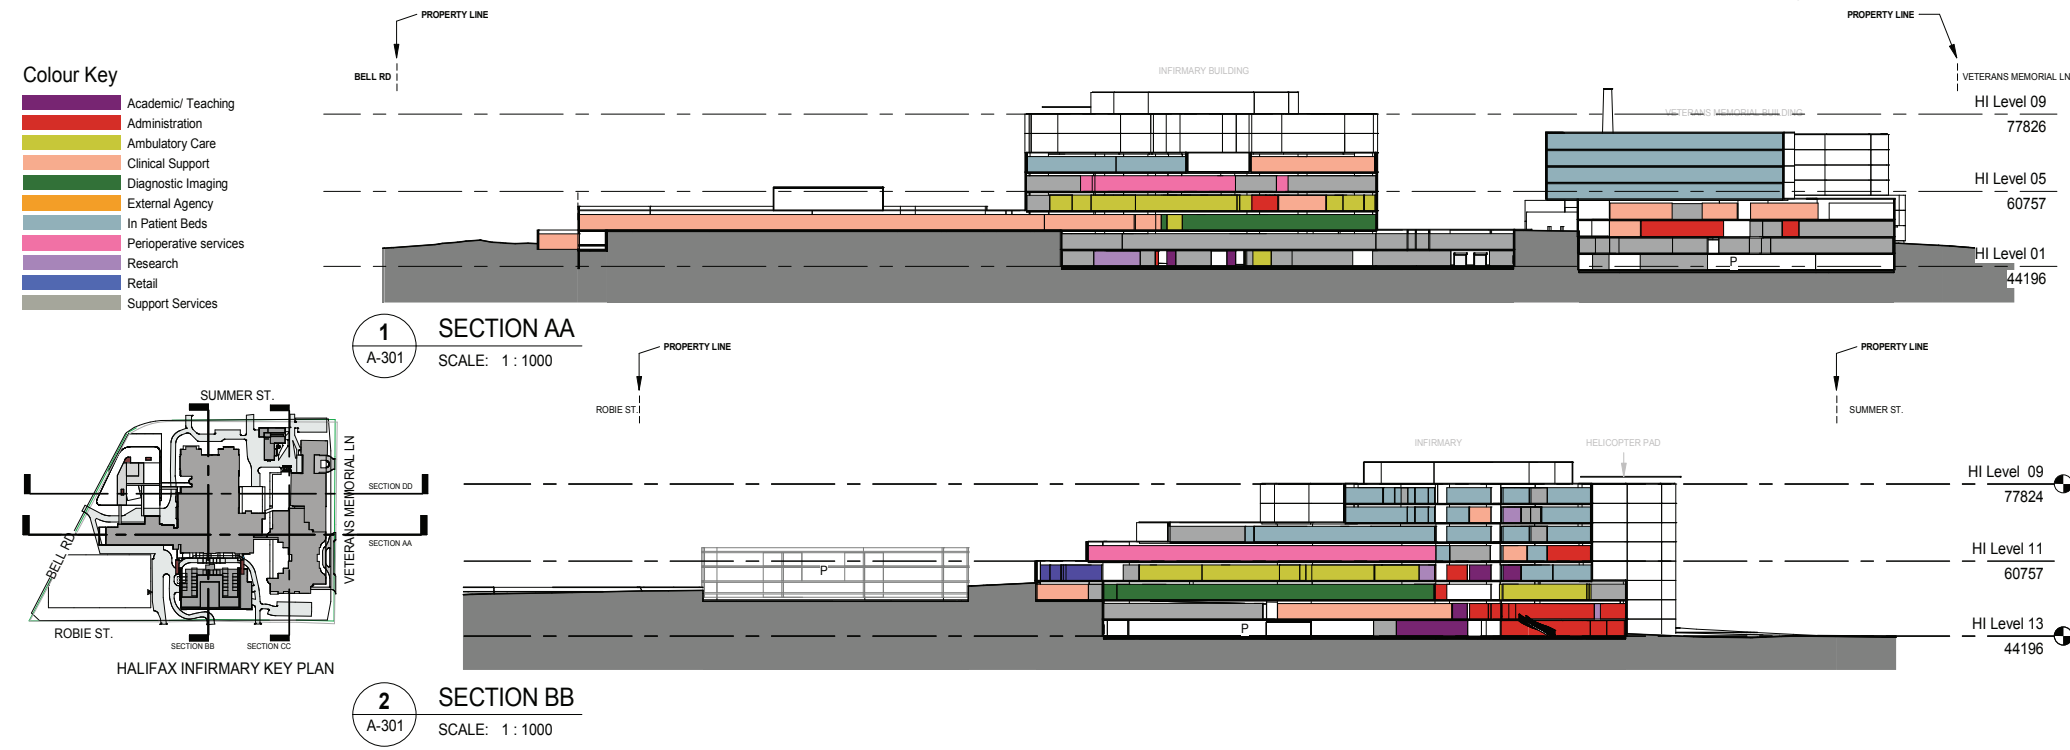 PROPERTY LINE
PROPERTY LINE
BELL RD
INFIRMARY BUILDING
VETERANS MEMORIAL LN
Colour Key
Academic/ Teaching
Administration
Ambulatory Care
Clinical Support
Diagnostic Imaging
External Agency
In Patient Beds
Perioperative services
Research
Retail
Support Services
VETERANS MEMORIAL BUILDING
HI Level 09
77826
HI Level 05
60757
HI Level 01
44196
P
1
A-301
SECTION AA
SCALE: 1 : 1000
PROPERTY LINE
PROPERTY LINE
ROBIE ST.
SUMMER ST.
INFIRMARY
HELICOPTER PAD
HI Level 09
77824
HI Level 11
60757
HI Level 13
44196
P
P
SUMMER ST.
VETERANS MEMORIAL LN
SECTION DD
SECTION AA
BELL RD
ROBIE ST.
SECTION BB
SECTION CC
HALIFAX INFIRMARY KEY PLAN
2
A-301
SECTION BB
SCALE: 1 : 1000